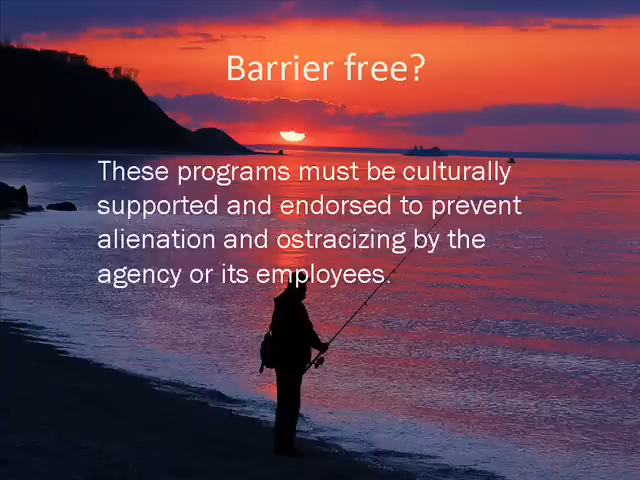 Barrier free?
These programs must be culturally
supported and endorsed to prevent
alienation and ostracizing by the
agency or its employees.